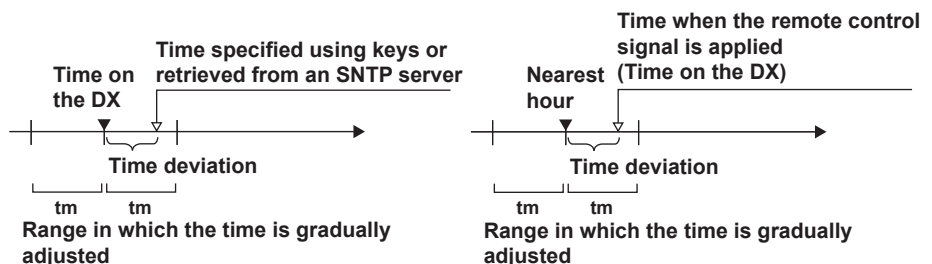 Time on
the DX
Time specified using keys or
retrieved from an SNTP server
Time deviation
tm tm
Range in which the time is gradually
adjusted
Nearest
hour
Time when the remote control
signal is applied
(Time on the DX)
Time deviation
tm tm
Range in which the time is gradually
adjusted